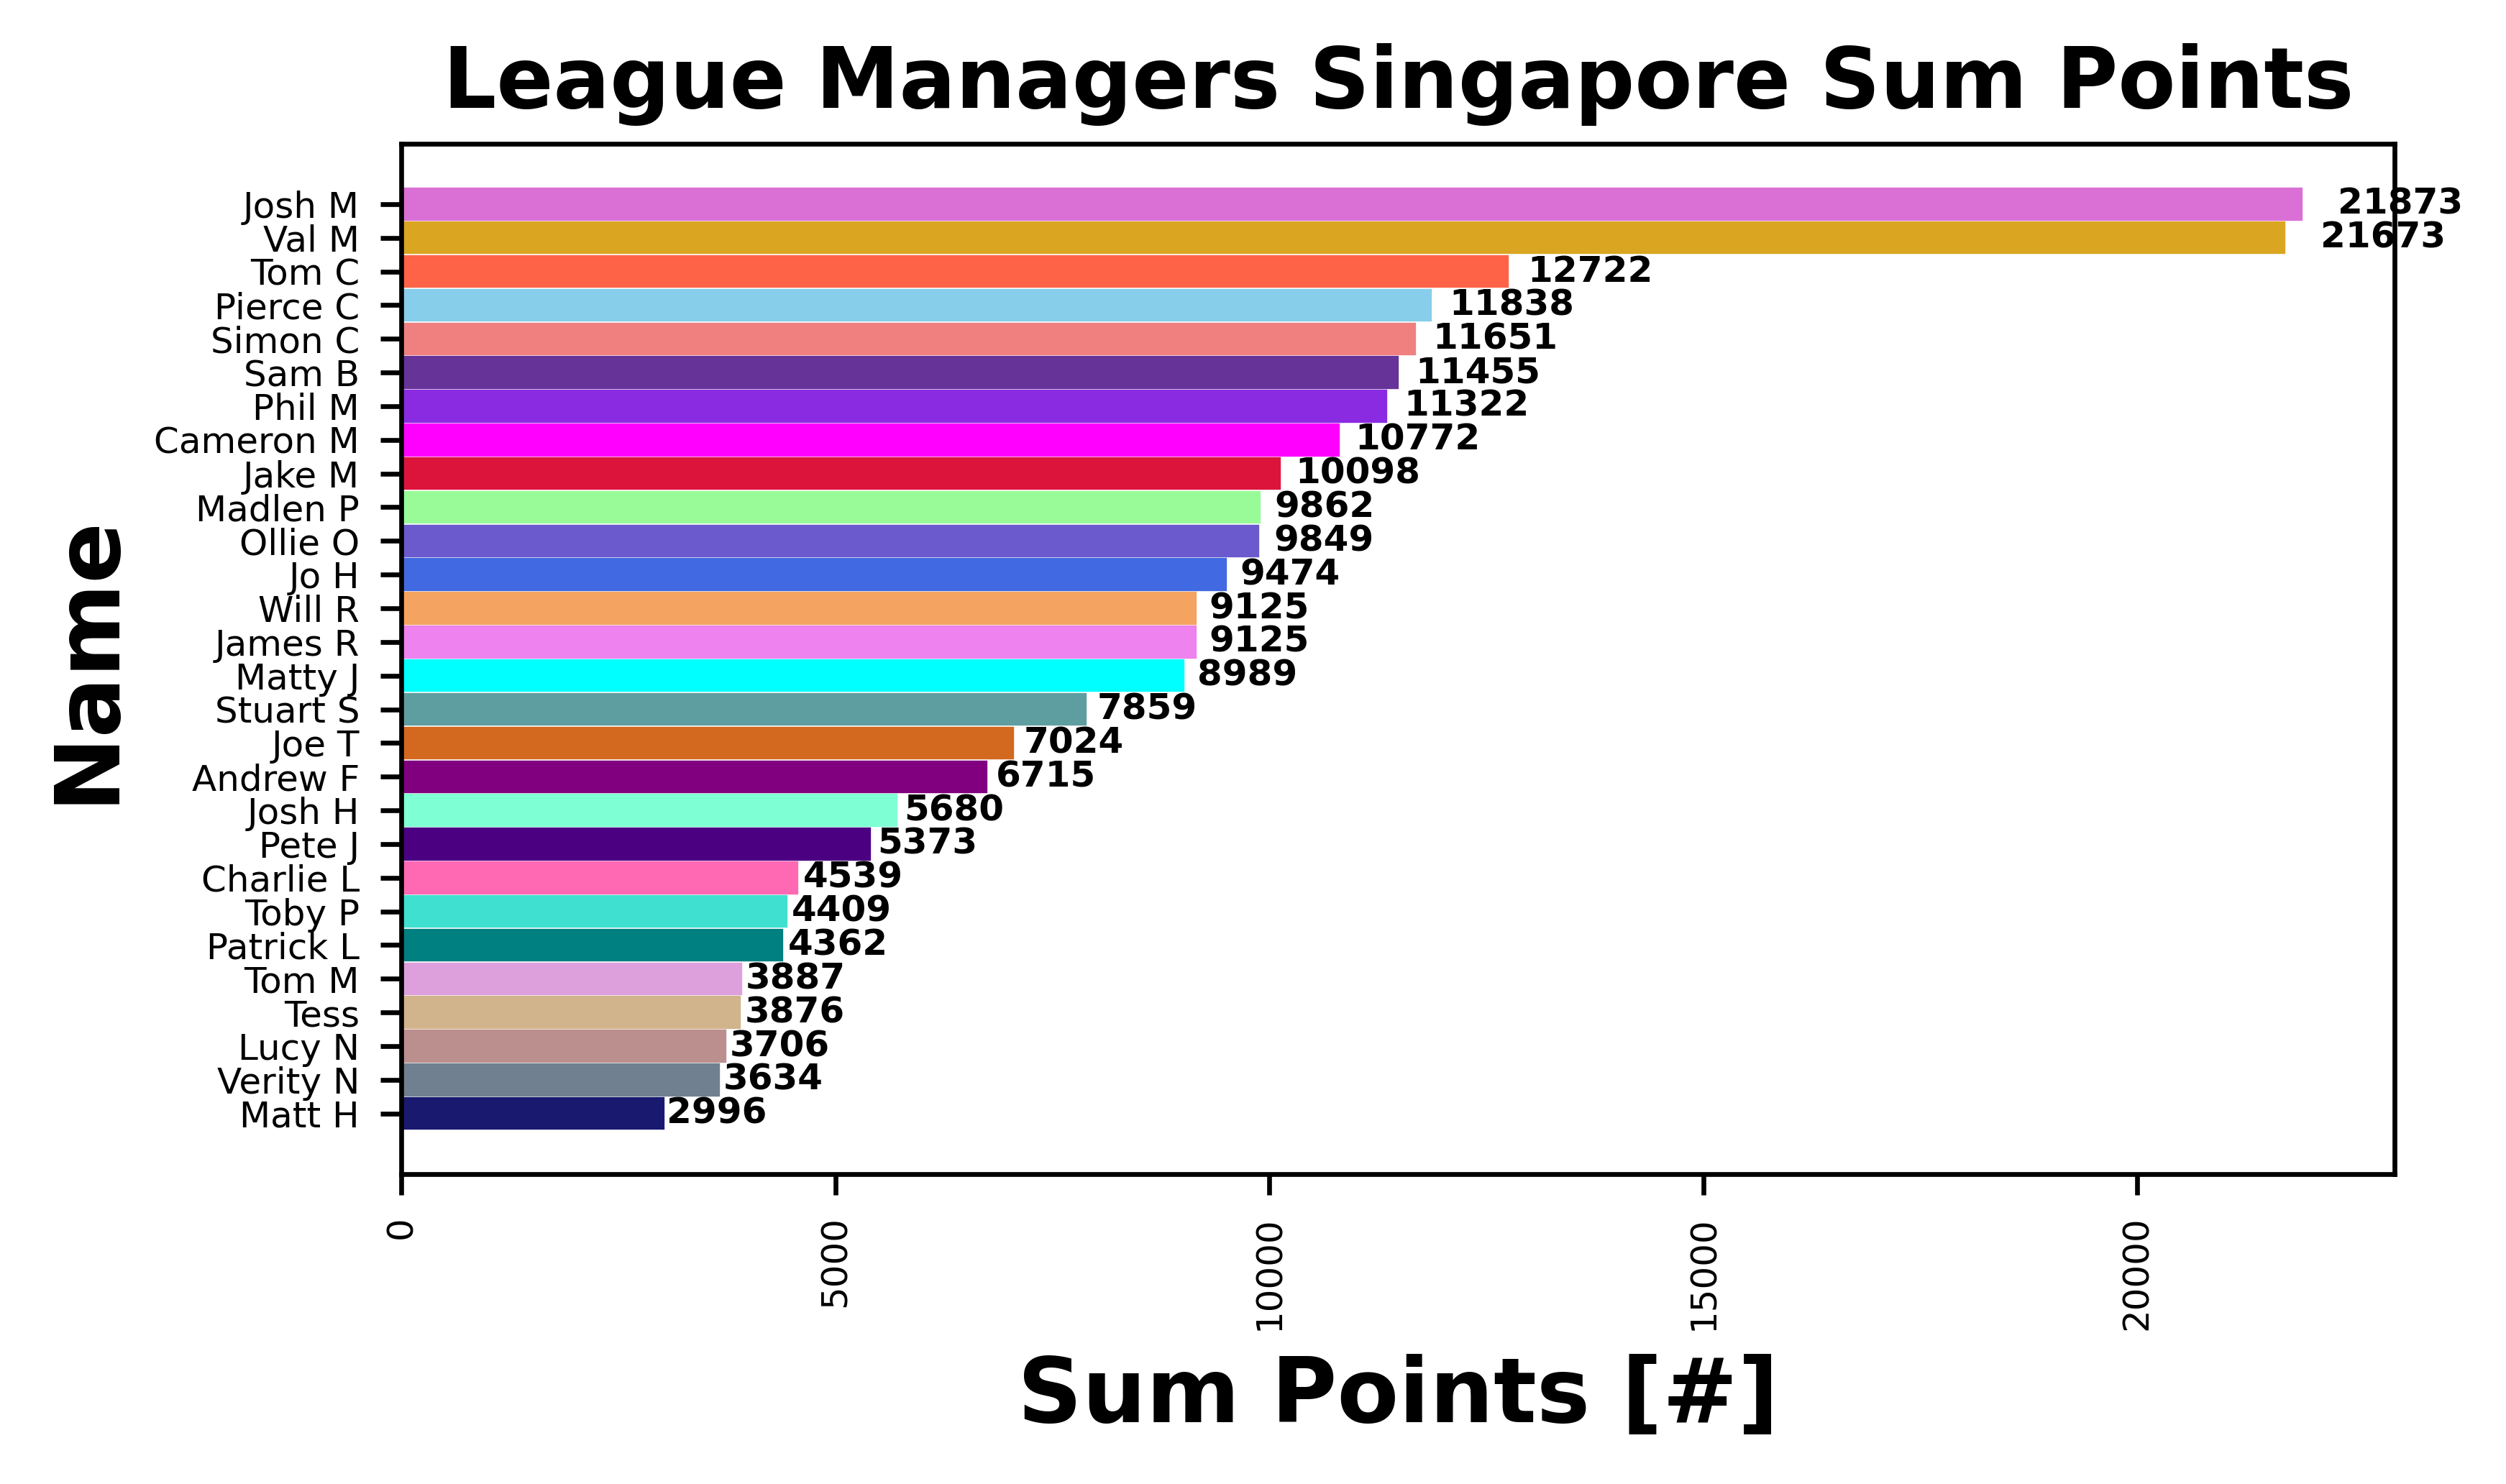 League Managers Singapore Sum Points
Name
Josh M 21873
Val M 21673
Tom C 12722
Pierce C 11838
Simon C 11651
Sam B 11455
Phil M 11322
Cameron M 10772
Jake M 10098
Madlen P 9862
Ollie O 9849
Jo H 9474
Will R 9125
James R 9125
Matty J 8989
Stuart S 7859
Joe T 7024
Andrew F 6715
Josh H 5680
Pete J 5373
Charlie L 4539
Toby P 4409
Patrick L 4362
Tom M 3887
Tess 3876
Lucy N 3706
Verity N 3634
Matt H 2996
0 5000 10000 15000 20000
Sum Points [#]